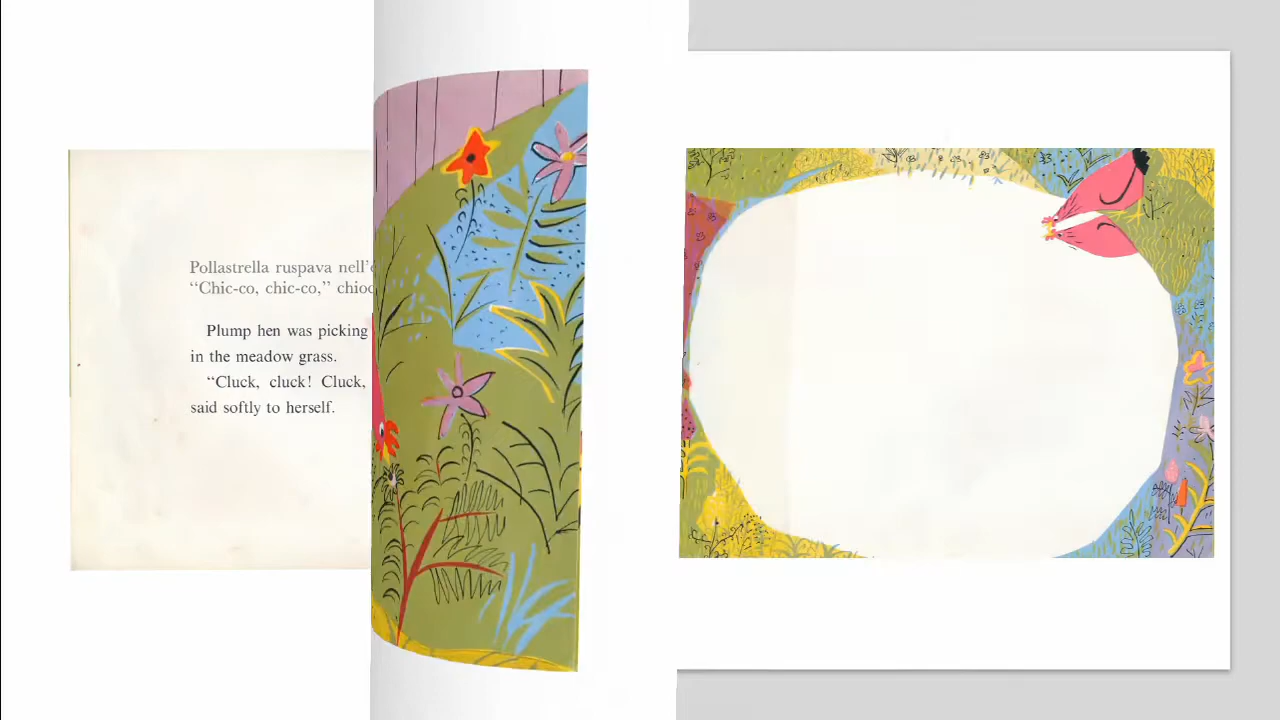 Pollastrella ruspava nell'
"Chic-co, chic-co," chioc
Plump hen was picking
in the meadow grass.
"Cluck, cluck! Cluck,
said softly to herself.